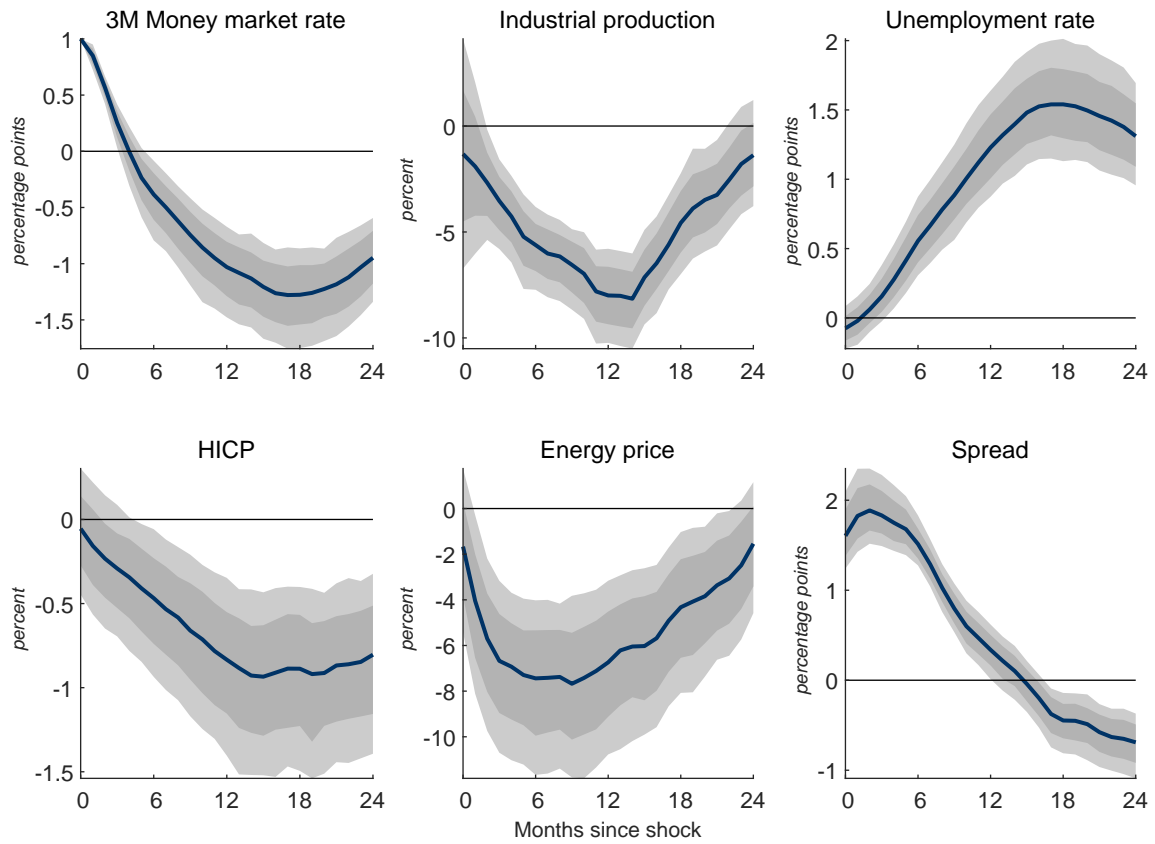 3M Money market rate
percentage points
1
0.5
0
-0.5
-1
-1.5
0 6 12 18 24
Industrial production
percent
0
-5
-10
0 6 12 18 24
Unemployment rate
percentage points
2
1.5
1
0.5
0
0 6 12 18 24
HICP
percent
0
-0.5
-1
-1.5
0 6 12 18 24
Energy price
percent
0
-2
-4
-6
-8
-10
0 6 12 18 24
Months since shock
Spread
percentage points
2
1
0
-1
0 6 12 18 24